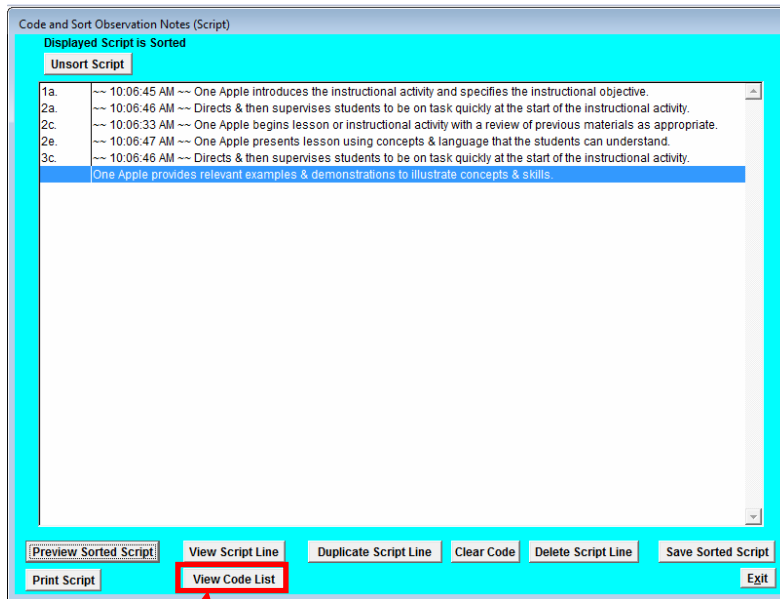 Code and Sort Observation Notes (Script)
Displayed Script is Sorted
Unsort Script
1a. ~~ 10:06:45 AM ~~ One Apple introduces the instructional activity and specifies the instructional objective.
2a. ~~ 10:06:46 AM ~~ Directs & then supervises students to be on task quickly at the start of the instructional activity.
2c. ~~ 10:06:33 AM ~~ One Apple begins lesson or instructional activity with a review of previous materials as appropriate.
2e. ~~ 10:06:47 AM ~~ One Apple presents lesson using concepts & language that the students can understand.
3c. ~~ 10:06:46 AM ~~ Directs & then supervises students to be on task quickly at the start of the instructional activity.
One Apple provides relevant examples & demonstrations to illustrate concepts & skills.
Preview Sorted Script View Script Line Duplicate Script Line Clear Code Delete Script Line Save Sorted Script
Print Script View Code List Exit